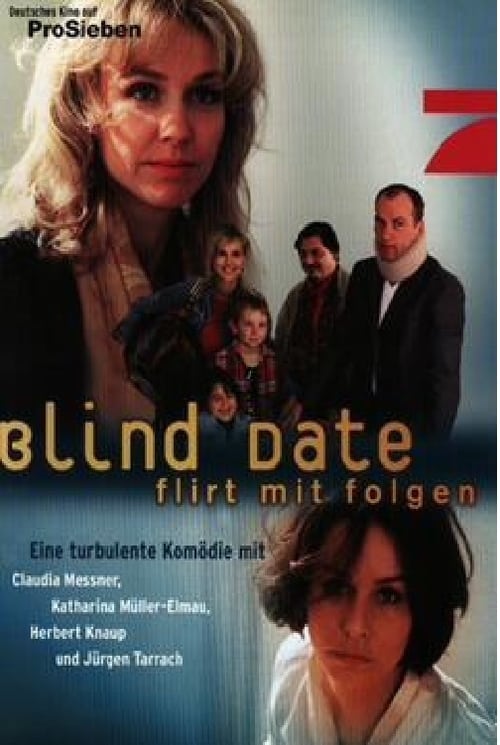 Deutsches Kino auf
ProSieben
Blind Date
flirt mit folgen
Eine turbulente Komödie mit
Claudia Messner,
Katharina Müller-Elmau,
Herbert Knaup
und Jürgen Tarrach